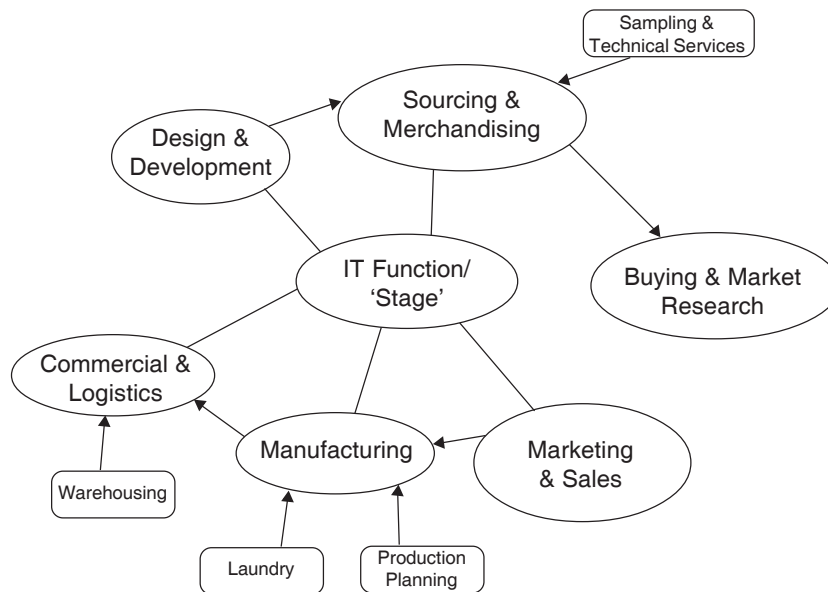 Sampling &
Technical Services
Sourcing &
Merchandising
Design &
Development
IT Function/
‘Stage’
Buying & Market
Research
Commercial &
Logistics
Manufacturing
Marketing
& Sales
Warehousing
Laundry
Production
Planning